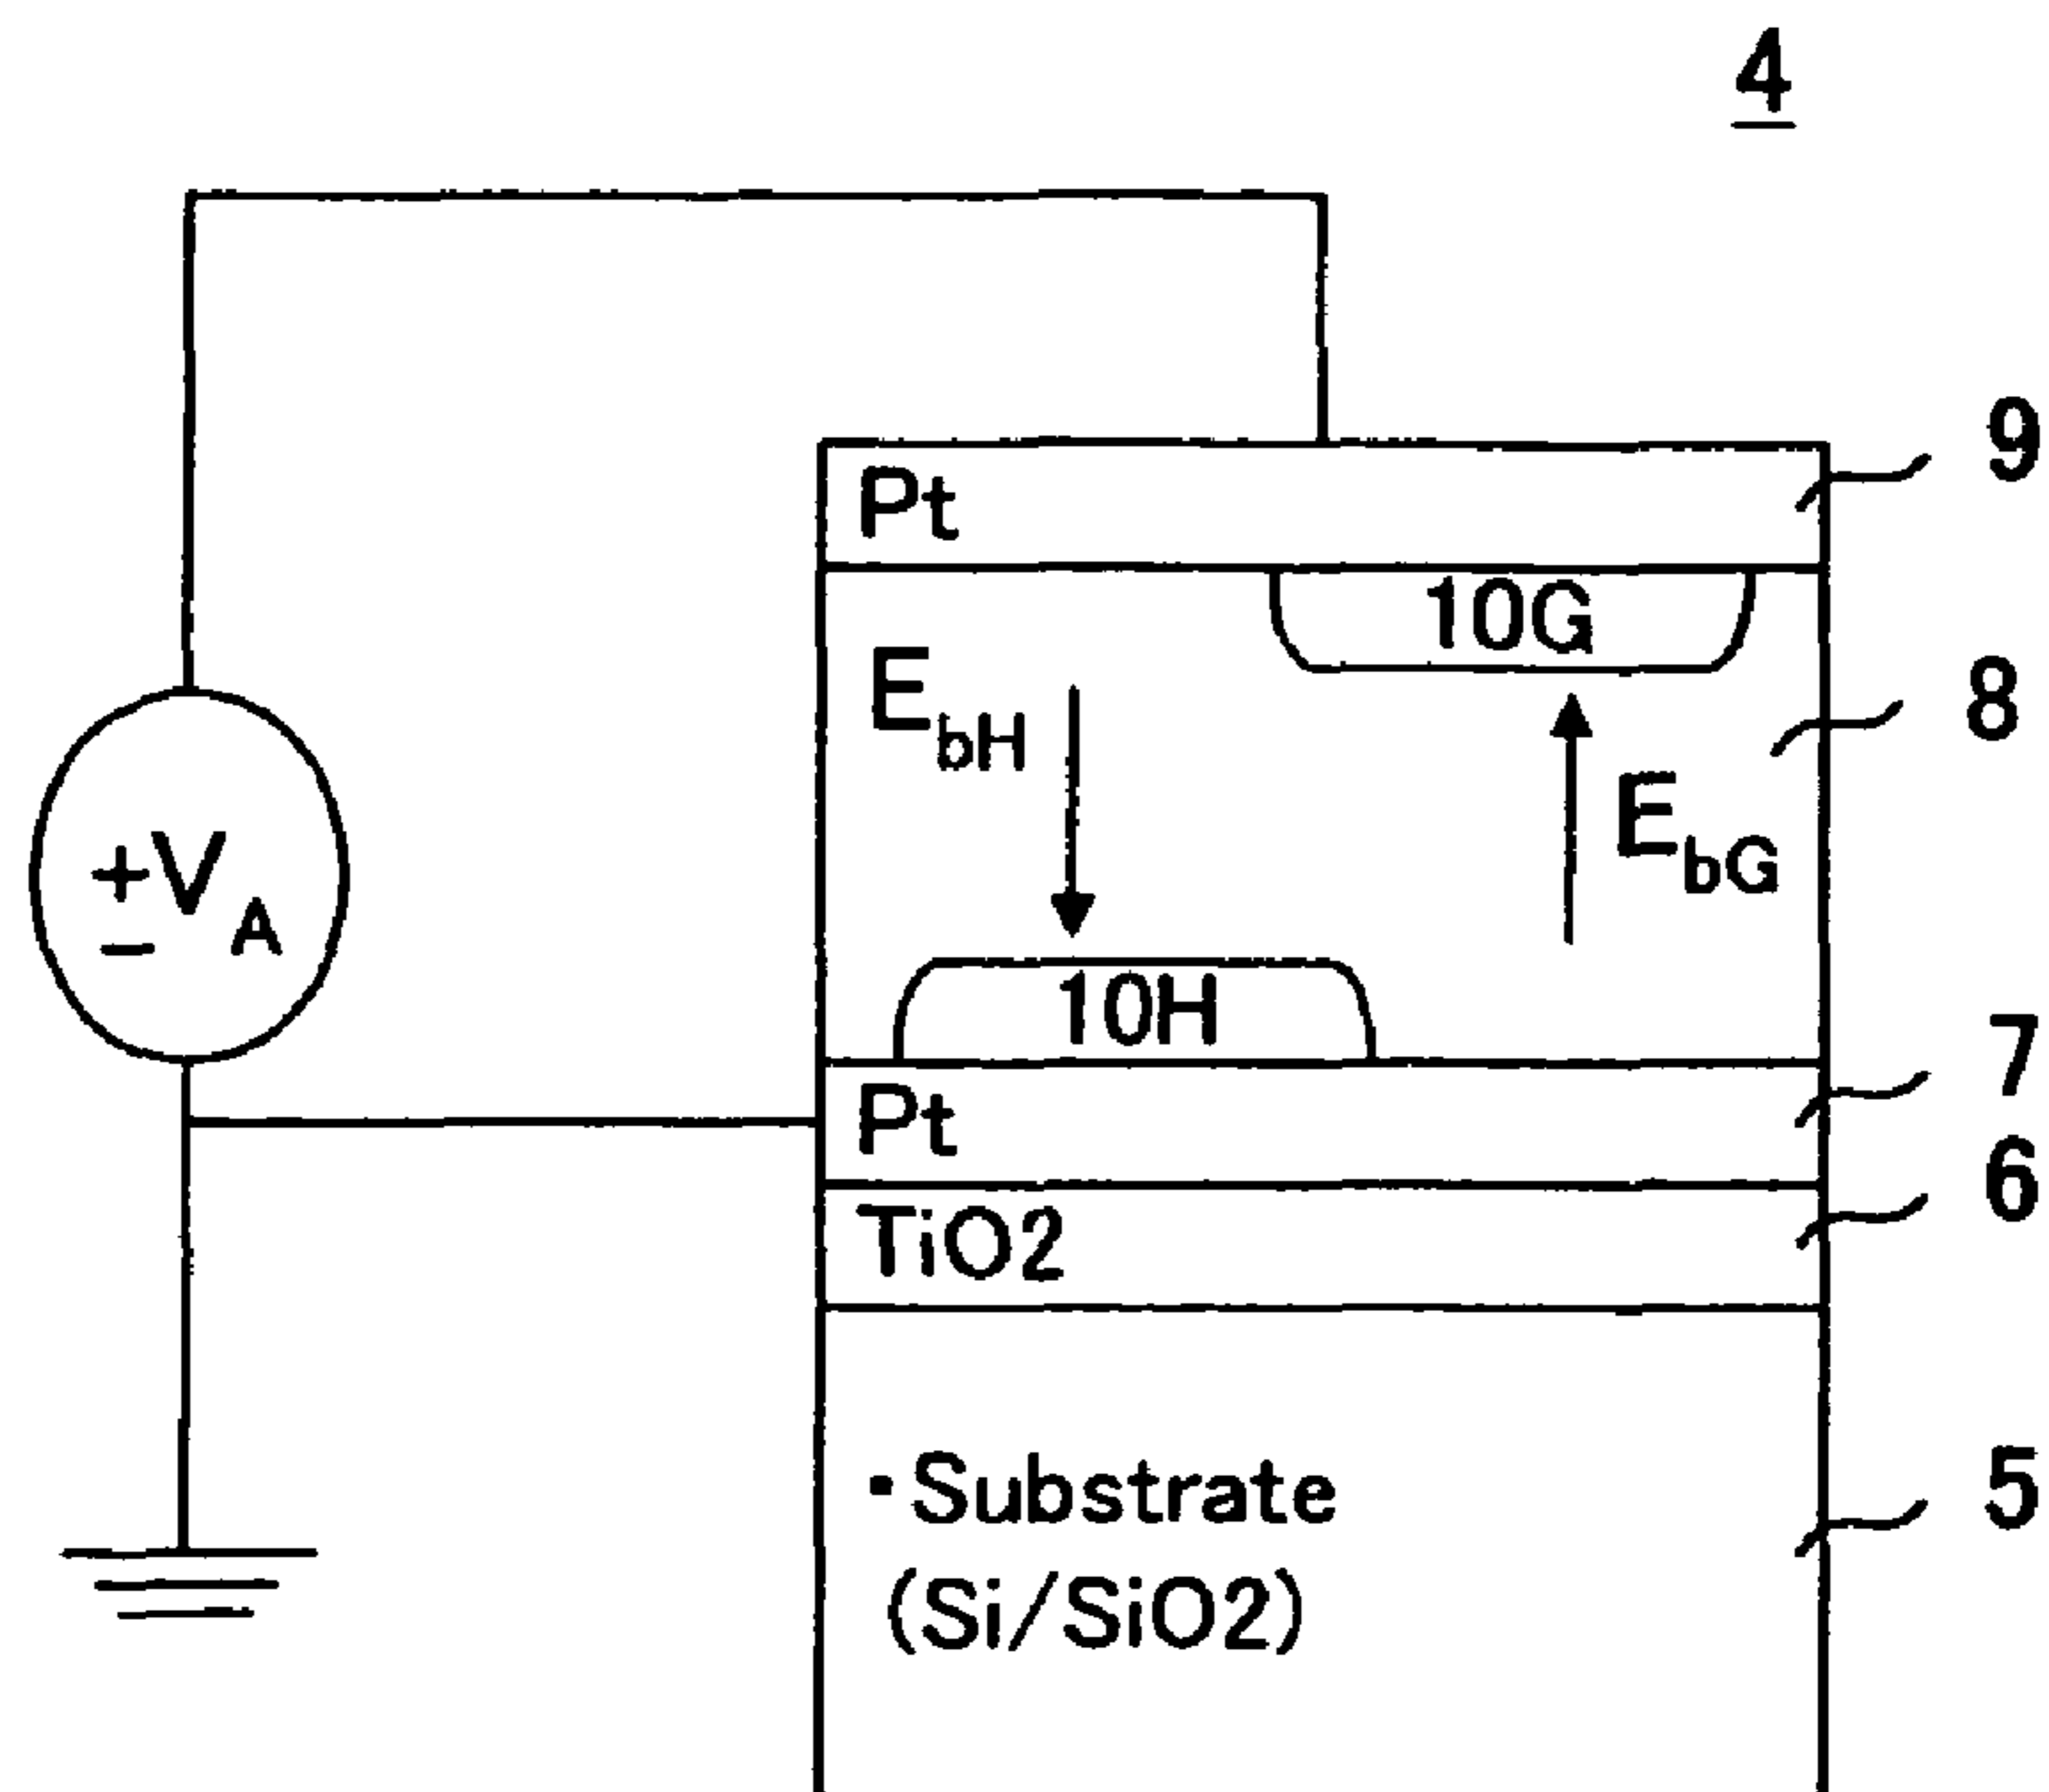 4
9
Pt
10G
8
E_bH
E_bG
+V_A
−
10H
7
Pt
6
TiO2
5
・Substrate
(Si/SiO2)